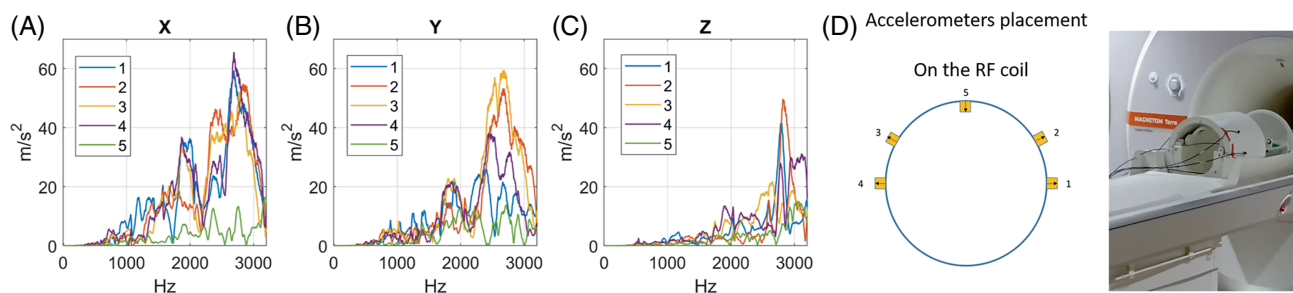 (A)
X
60
40
20
0
m/s²
1
2
3
4
5
0 1000 2000 3000
Hz
(B)
Y
60
40
20
0
m/s²
1
2
3
4
5
0 1000 2000 3000
Hz
(C)
Z
60
40
20
0
m/s²
1
2
3
4
5
0 1000 2000 3000
Hz
(D) Accelerometers placement
On the RF coil
5
3 2
4 1
MAGNETOM Terra